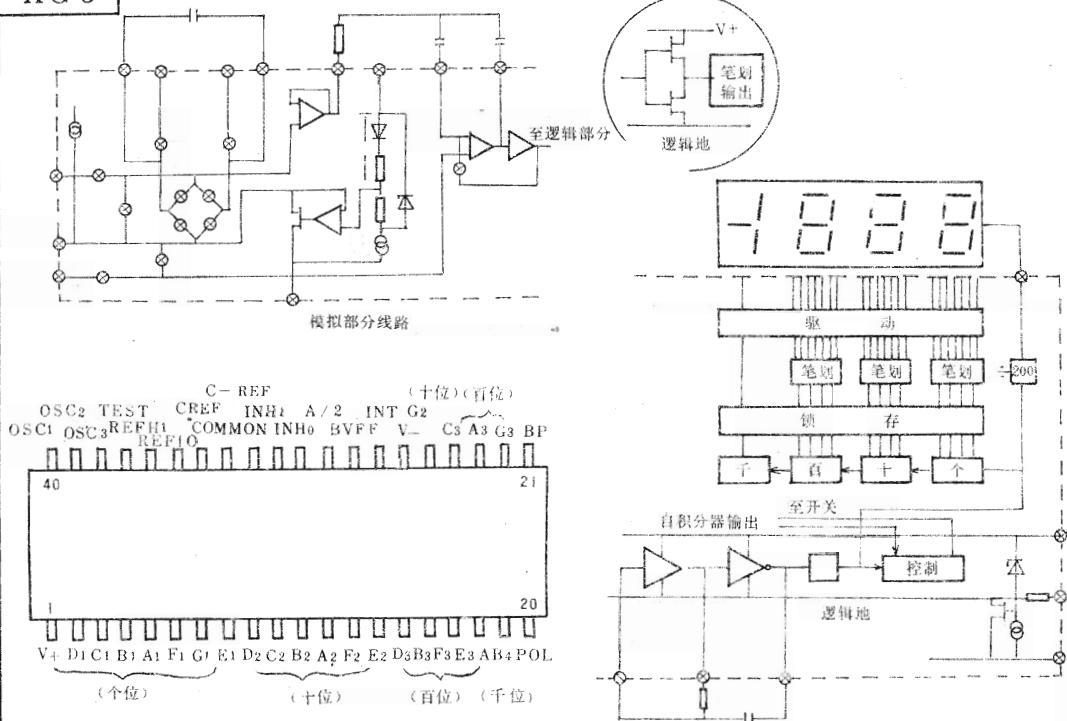 V+
笔划
输出
逻辑地
至逻辑部分
模拟部分线路
驱 动
笔划 笔划 笔划
÷200
锁 存
千 百 十 个
至开关
自积分器输出
控制
逻辑地
C- REF (十位)(百位)
OSC2 TEST CREF INH1 A/2 INT G2
OSC1 OSC3 REFH1 COMMON INH0 BVFF V- C3 A3 G3 BP
REF1O
40 21
1 20
V+ D1 C1 B1 A1 F1 G1 E1 D2 C2 B2 A2 F2 E2 D3 B3 F3 E3 AB4 POL
(个位) (十位) (百位) (千位)